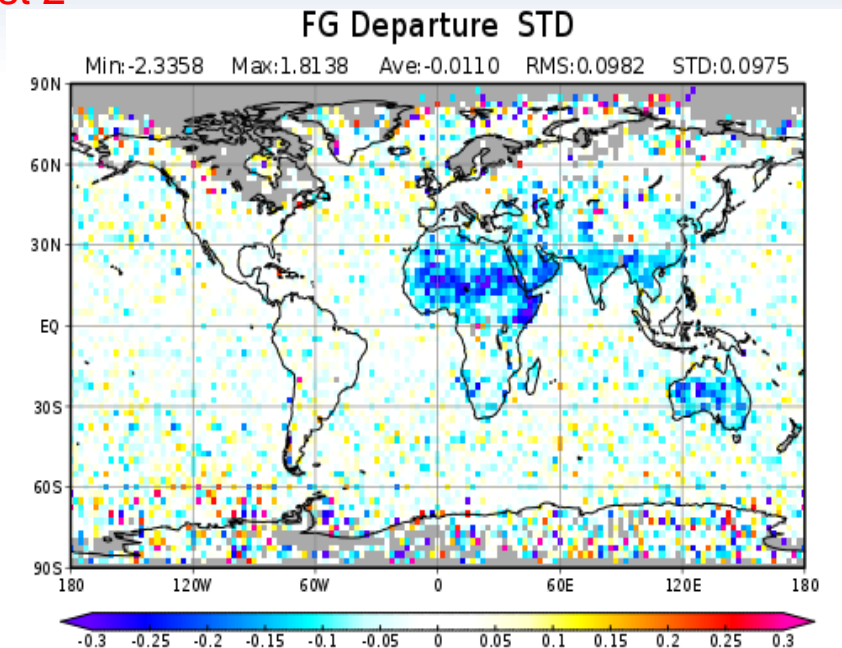 FG Departure STD
Min:-2.3358 Max:1.8138 Ave:-0.0110 RMS:0.0982 STD:0.0975
90N
60N
30N
EQ
30S
60S
90S
180 120W 60W 0 60E 120E 180
-0.3 -0.25 -0.2 -0.15 -0.1 -0.05 0 0.05 0.1 0.15 0.2 0.25 0.3